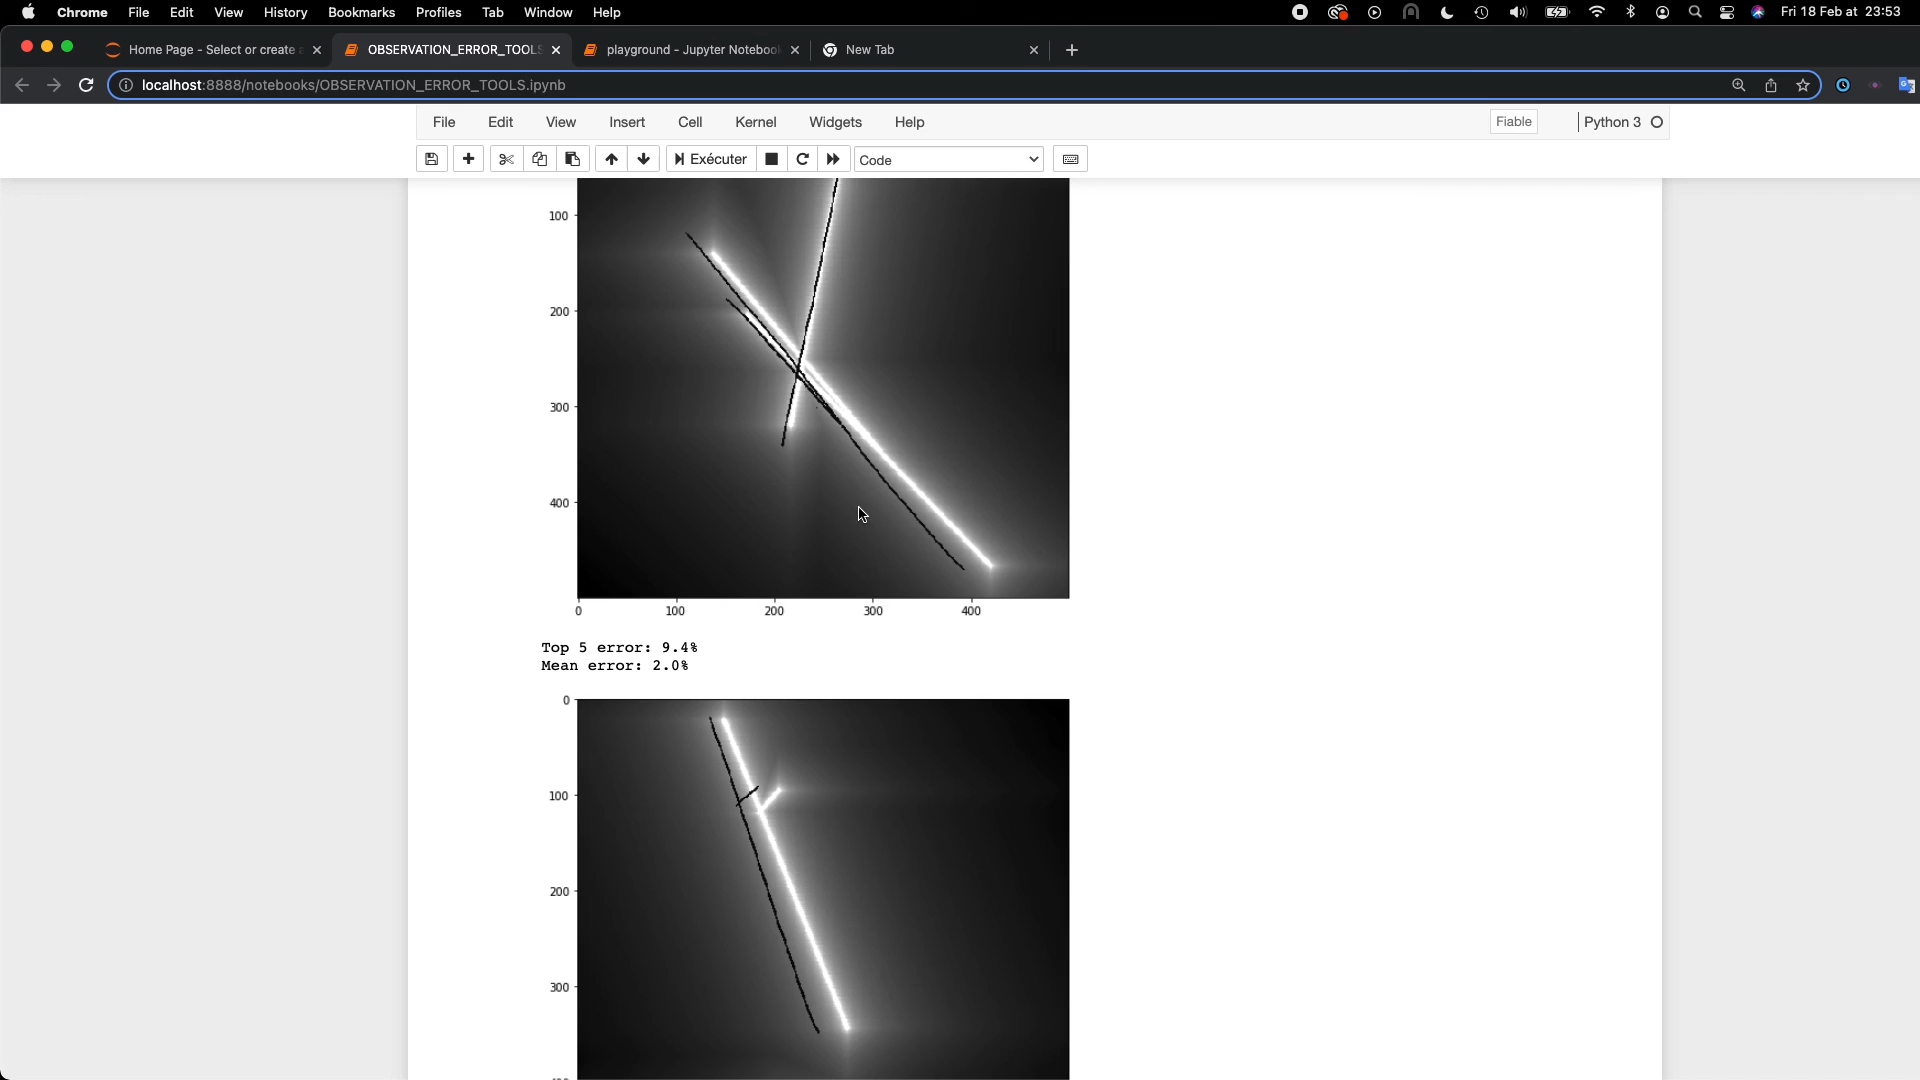 Chrome File Edit View History Bookmarks Profiles Tab Window Help Fri 18 Feb at 23:53
Home Page - Select or create a OBSERVATION_ERROR_TOOLS playground - Jupyter Notebook New Tab
localhost:8888/notebooks/OBSERVATION_ERROR_TOOLS.ipynb
File Edit View Insert Cell Kernel Widgets Help Fiable Python 3
Exécuter Code
100
200
300
400
0 100 200 300 400
Top 5 error: 9.4%
Mean error: 2.0%
0
100
200
300